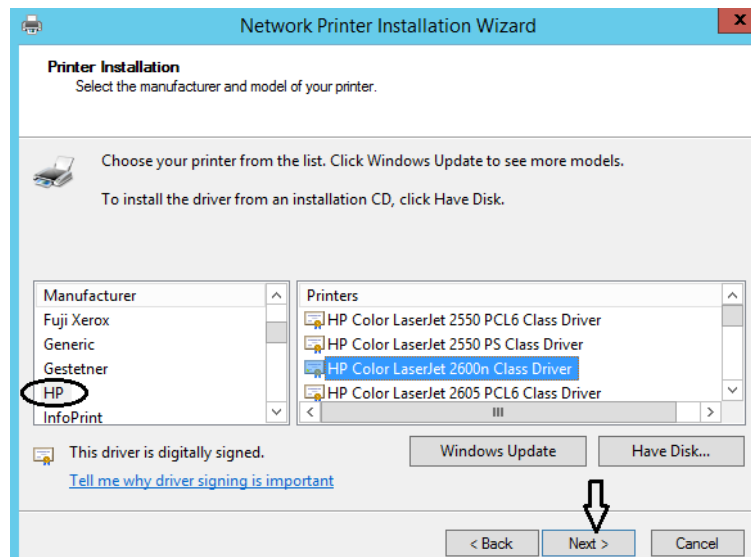 Network Printer Installation Wizard
x
Printer Installation
Select the manufacturer and model of your printer.
Choose your printer from the list. Click Windows Update to see more models.
To install the driver from an installation CD, click Have Disk.
Manufacturer
Fuji Xerox
Generic
Gestetner
HP
InfoPrint
Printers
HP Color LaserJet 2550 PCL6 Class Driver
HP Color LaserJet 2550 PS Class Driver
HP Color LaserJet 2600n Class Driver
HP Color LaserJet 2605 PCL6 Class Driver
This driver is digitally signed.
Tell me why driver signing is important
Windows Update
Have Disk...
< Back
Next >
Cancel